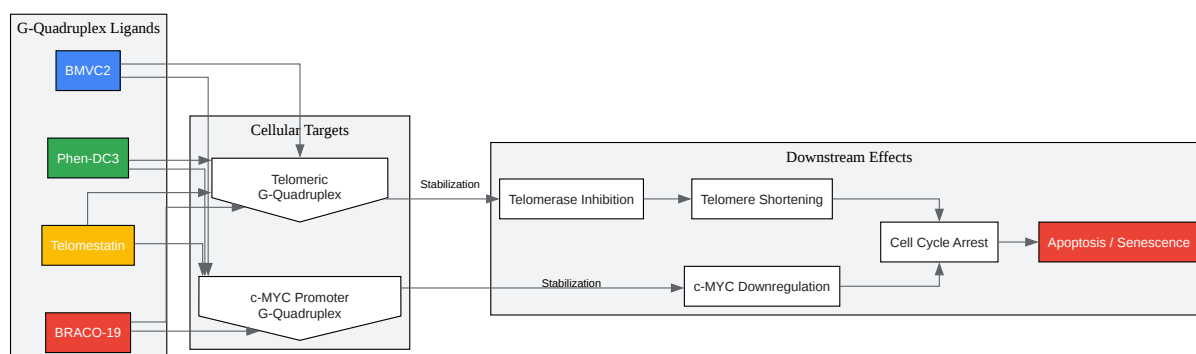 G-Quadruplex Ligands
BMVC2
Phen-DC3
Telomestatin
BRACO-19
Cellular Targets
Telomeric
G-Quadruplex
c-MYC Promoter
G-Quadruplex
Stabilization
Stabilization
Downstream Effects
Telomerase Inhibition
Telomere Shortening
c-MYC Downregulation
Cell Cycle Arrest
Apoptosis / Senescence